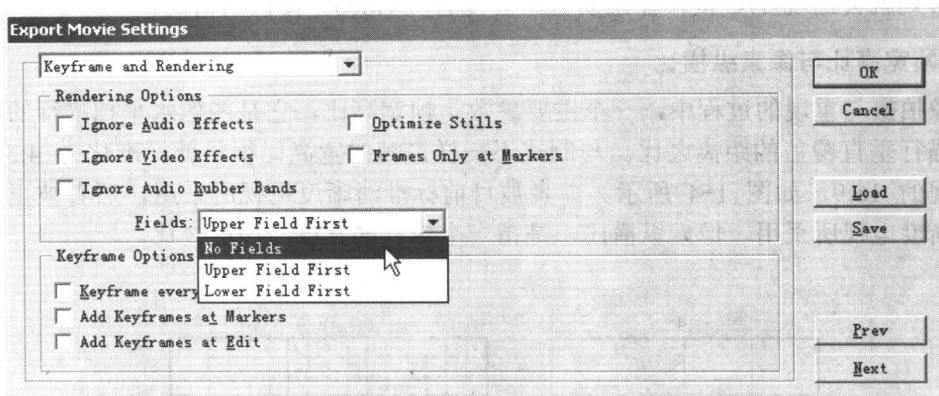 Export Movie Settings
Keyframe and Rendering
OK
Rendering Options
Cancel
Ignore Audio Effects
Optimize Stills
Ignore Video Effects
Frames Only at Markers
Ignore Audio Rubber Bands
Load
Fields: Upper Field First
Save
No Fields
Keyframe Options
Upper Field First
Keyframe every
Lower Field First
Add Keyframes at Markers
Add Keyframes at Edit
Prev
Next